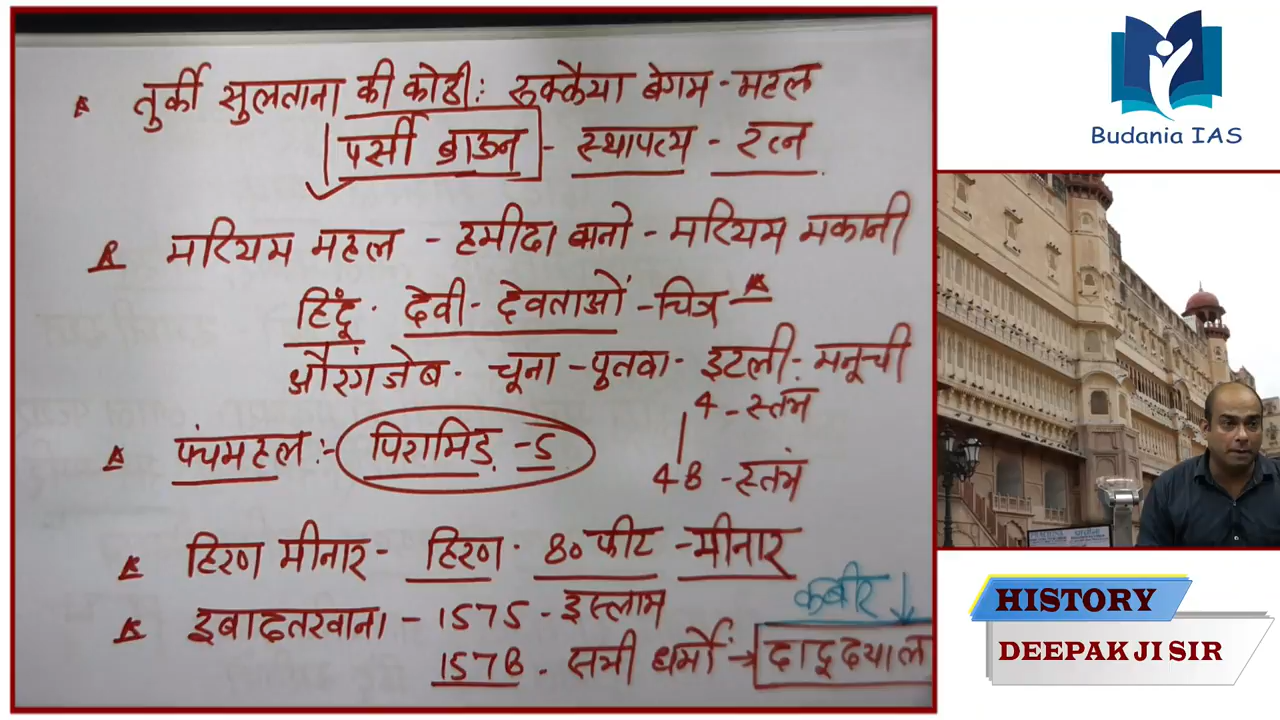 तुर्की सुलताना की कोठी: रुक्कैया बेगम - महल
पर्सी ब्राऊन - स्थापत्य - रत्न
मरियम महल - हमीदा बानो - मरियम मकानी
हिंदू - देवी - देवताओं - चित्र
औरंगजेब - चूना - पुतवा - इटली - मनूची
4 - स्तंभ
पंचमहल :- पिरामिड - 5
48 - स्तंभ
हिरण मीनार - हिरण - 80 फीट - मीनार
इबादतखाना - 1575 - इस्लाम
1578 - सभी धर्मों → दादूदयाल
कबीर
Budania IAS
HISTORY
DEEPAK JI SIR